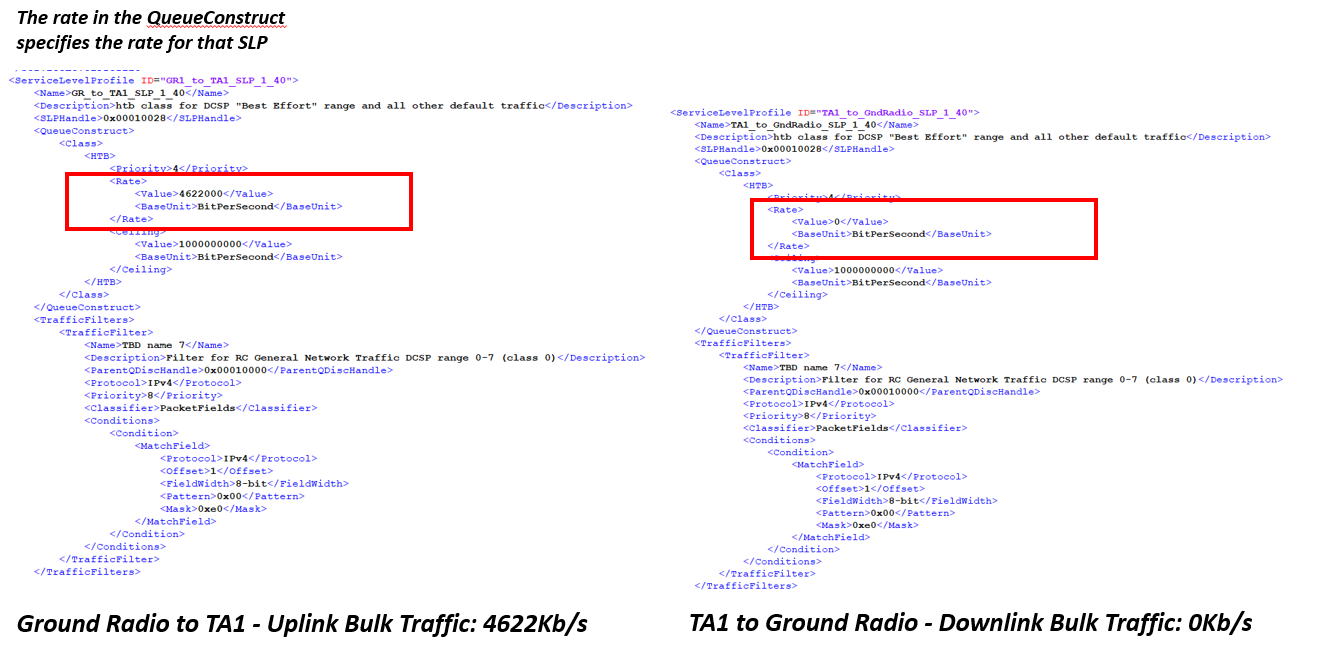 The rate in the QueueConstruct
specifies the rate for that SLP
<ServiceLevelProfile ID="GR1_to_TA1_SLP_1_40">
<Name>GR_to_TA1_SLP_1_40</Name>
<Description>htb class for DCSP "Best Effort" range and all other default traffic</Description>
<SLPHandle>0x00010028</SLPHandle>
<QueueConstruct>
<Class>
<HTB>
<Priority>4</Priority>
<Rate>
<Value>4622000</Value>
<BaseUnit>BitPerSecond</BaseUnit>
</Rate>
<Ceiling>
<Value>1000000000</Value>
<BaseUnit>BitPerSecond</BaseUnit>
</Ceiling>
</HTB>
</Class>
</QueueConstruct>
<TrafficFilters>
<TrafficFilter>
<Name>TBD name 7</Name>
<Description>Filter for RC General Network Traffic DCSP range 0-7 (class 0)</Description>
<ParentQDiscHandle>0x00010000</ParentQDiscHandle>
<Protocol>IPv4</Protocol>
<Priority>8</Priority>
<Classifier>PacketFields</Classifier>
<Conditions>
<Condition>
<MatchField>
<Protocol>IPv4</Protocol>
<Offset>1</Offset>
<FieldWidth>8-bit</FieldWidth>
<Pattern>0x00</Pattern>
<Mask>0xe0</Mask>
</MatchField>
</Condition>
</Conditions>
</TrafficFilter>
</TrafficFilters>
Ground Radio to TA1 - Uplink Bulk Traffic: 4622Kb/s
<ServiceLevelProfile ID="TA1_to_GndRadio_SLP_1_40">
<Name>TA1_to_GndRadio_SLP_1_40</Name>
<Description>htb class for DCSP "Best Effort" range and all other default traffic</Description>
<SLPHandle>0x00010028</SLPHandle>
<QueueConstruct>
<Class>
<HTB>
<Priority>4</Priority>
<Rate>
<Value>0</Value>
<BaseUnit>BitPerSecond</BaseUnit>
</Rate>
<Ceiling>
<Value>1000000000</Value>
<BaseUnit>BitPerSecond</BaseUnit>
</Ceiling>
</HTB>
</Class>
</QueueConstruct>
<TrafficFilters>
<TrafficFilter>
<Name>TBD name 7</Name>
<Description>Filter for RC General Network Traffic DCSP range 0-7 (class 0)</Description>
<ParentQDiscHandle>0x00010000</ParentQDiscHandle>
<Protocol>IPv4</Protocol>
<Priority>8</Priority>
<Classifier>PacketFields</Classifier>
<Conditions>
<Condition>
<MatchField>
<Protocol>IPv4</Protocol>
<Offset>1</Offset>
<FieldWidth>8-bit</FieldWidth>
<Pattern>0x00</Pattern>
<Mask>0xe0</Mask>
</MatchField>
</Condition>
</Conditions>
</TrafficFilter>
</TrafficFilters>
TA1 to Ground Radio - Downlink Bulk Traffic: 0Kb/s